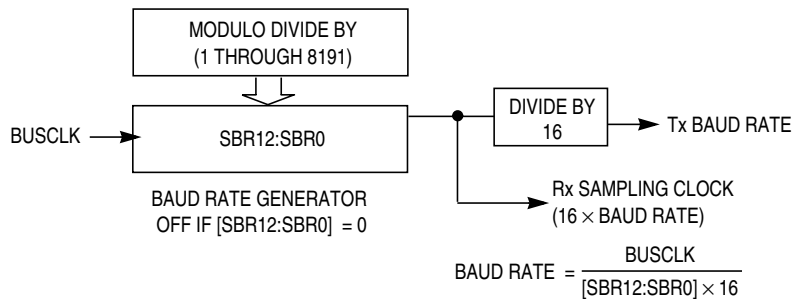 MODULO DIVIDE BY
(1 THROUGH 8191)
BUSCLK
SBR12:SBR0
DIVIDE BY
16
Tx BAUD RATE
BAUD RATE GENERATOR
OFF IF [SBR12:SBR0] = 0
Rx SAMPLING CLOCK
(16 × BAUD RATE)
BAUD RATE =
BUSCLK
[SBR12:SBR0] × 16